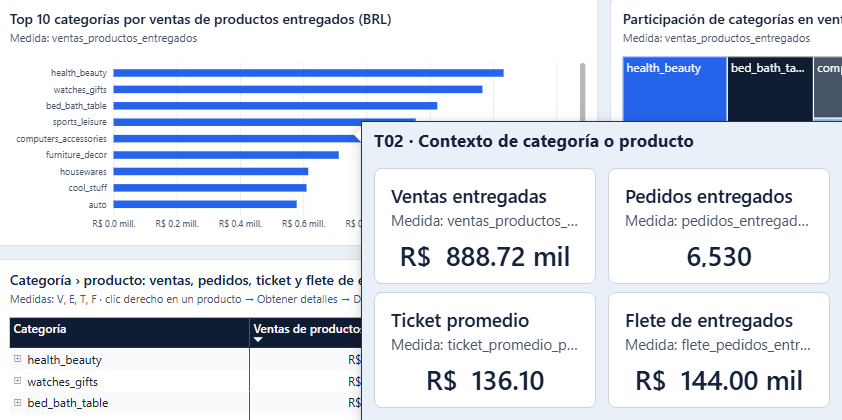 Top 10 categorías por ventas de productos entregados (BRL)
Medida: ventas_productos_entregados
health_beauty
watches_gifts
bed_bath_table
sports_leisure
computers_accessories
furniture_decor
housewares
cool_stuff
auto
R$ 0.0 mill. R$ 0.2 mill. R$ 0.4 mill. R$ 0.6 mill. R$ 0
Participación de categorías en vent
Medida: ventas_productos_entregados
health_beauty bed_bath_ta... comp
T02 · Contexto de categoría o producto
Ventas entregadas
Medida: ventas_productos_...
R$ 888.72 mil
Pedidos entregados
Medida: pedidos_entregad...
6,530
Ticket promedio
Medida: ticket_promedio_p...
R$ 136.10
Flete de entregados
Medida: flete_pedidos_entr...
R$ 144.00 mil
Categoría › producto: ventas, pedidos, ticket y flete de e
Medidas: V, E, T, F · clic derecho en un producto → Obtener detalles → D
Categoría Ventas de producto
health_beauty R$
watches_gifts R$
bed_bath_table R$